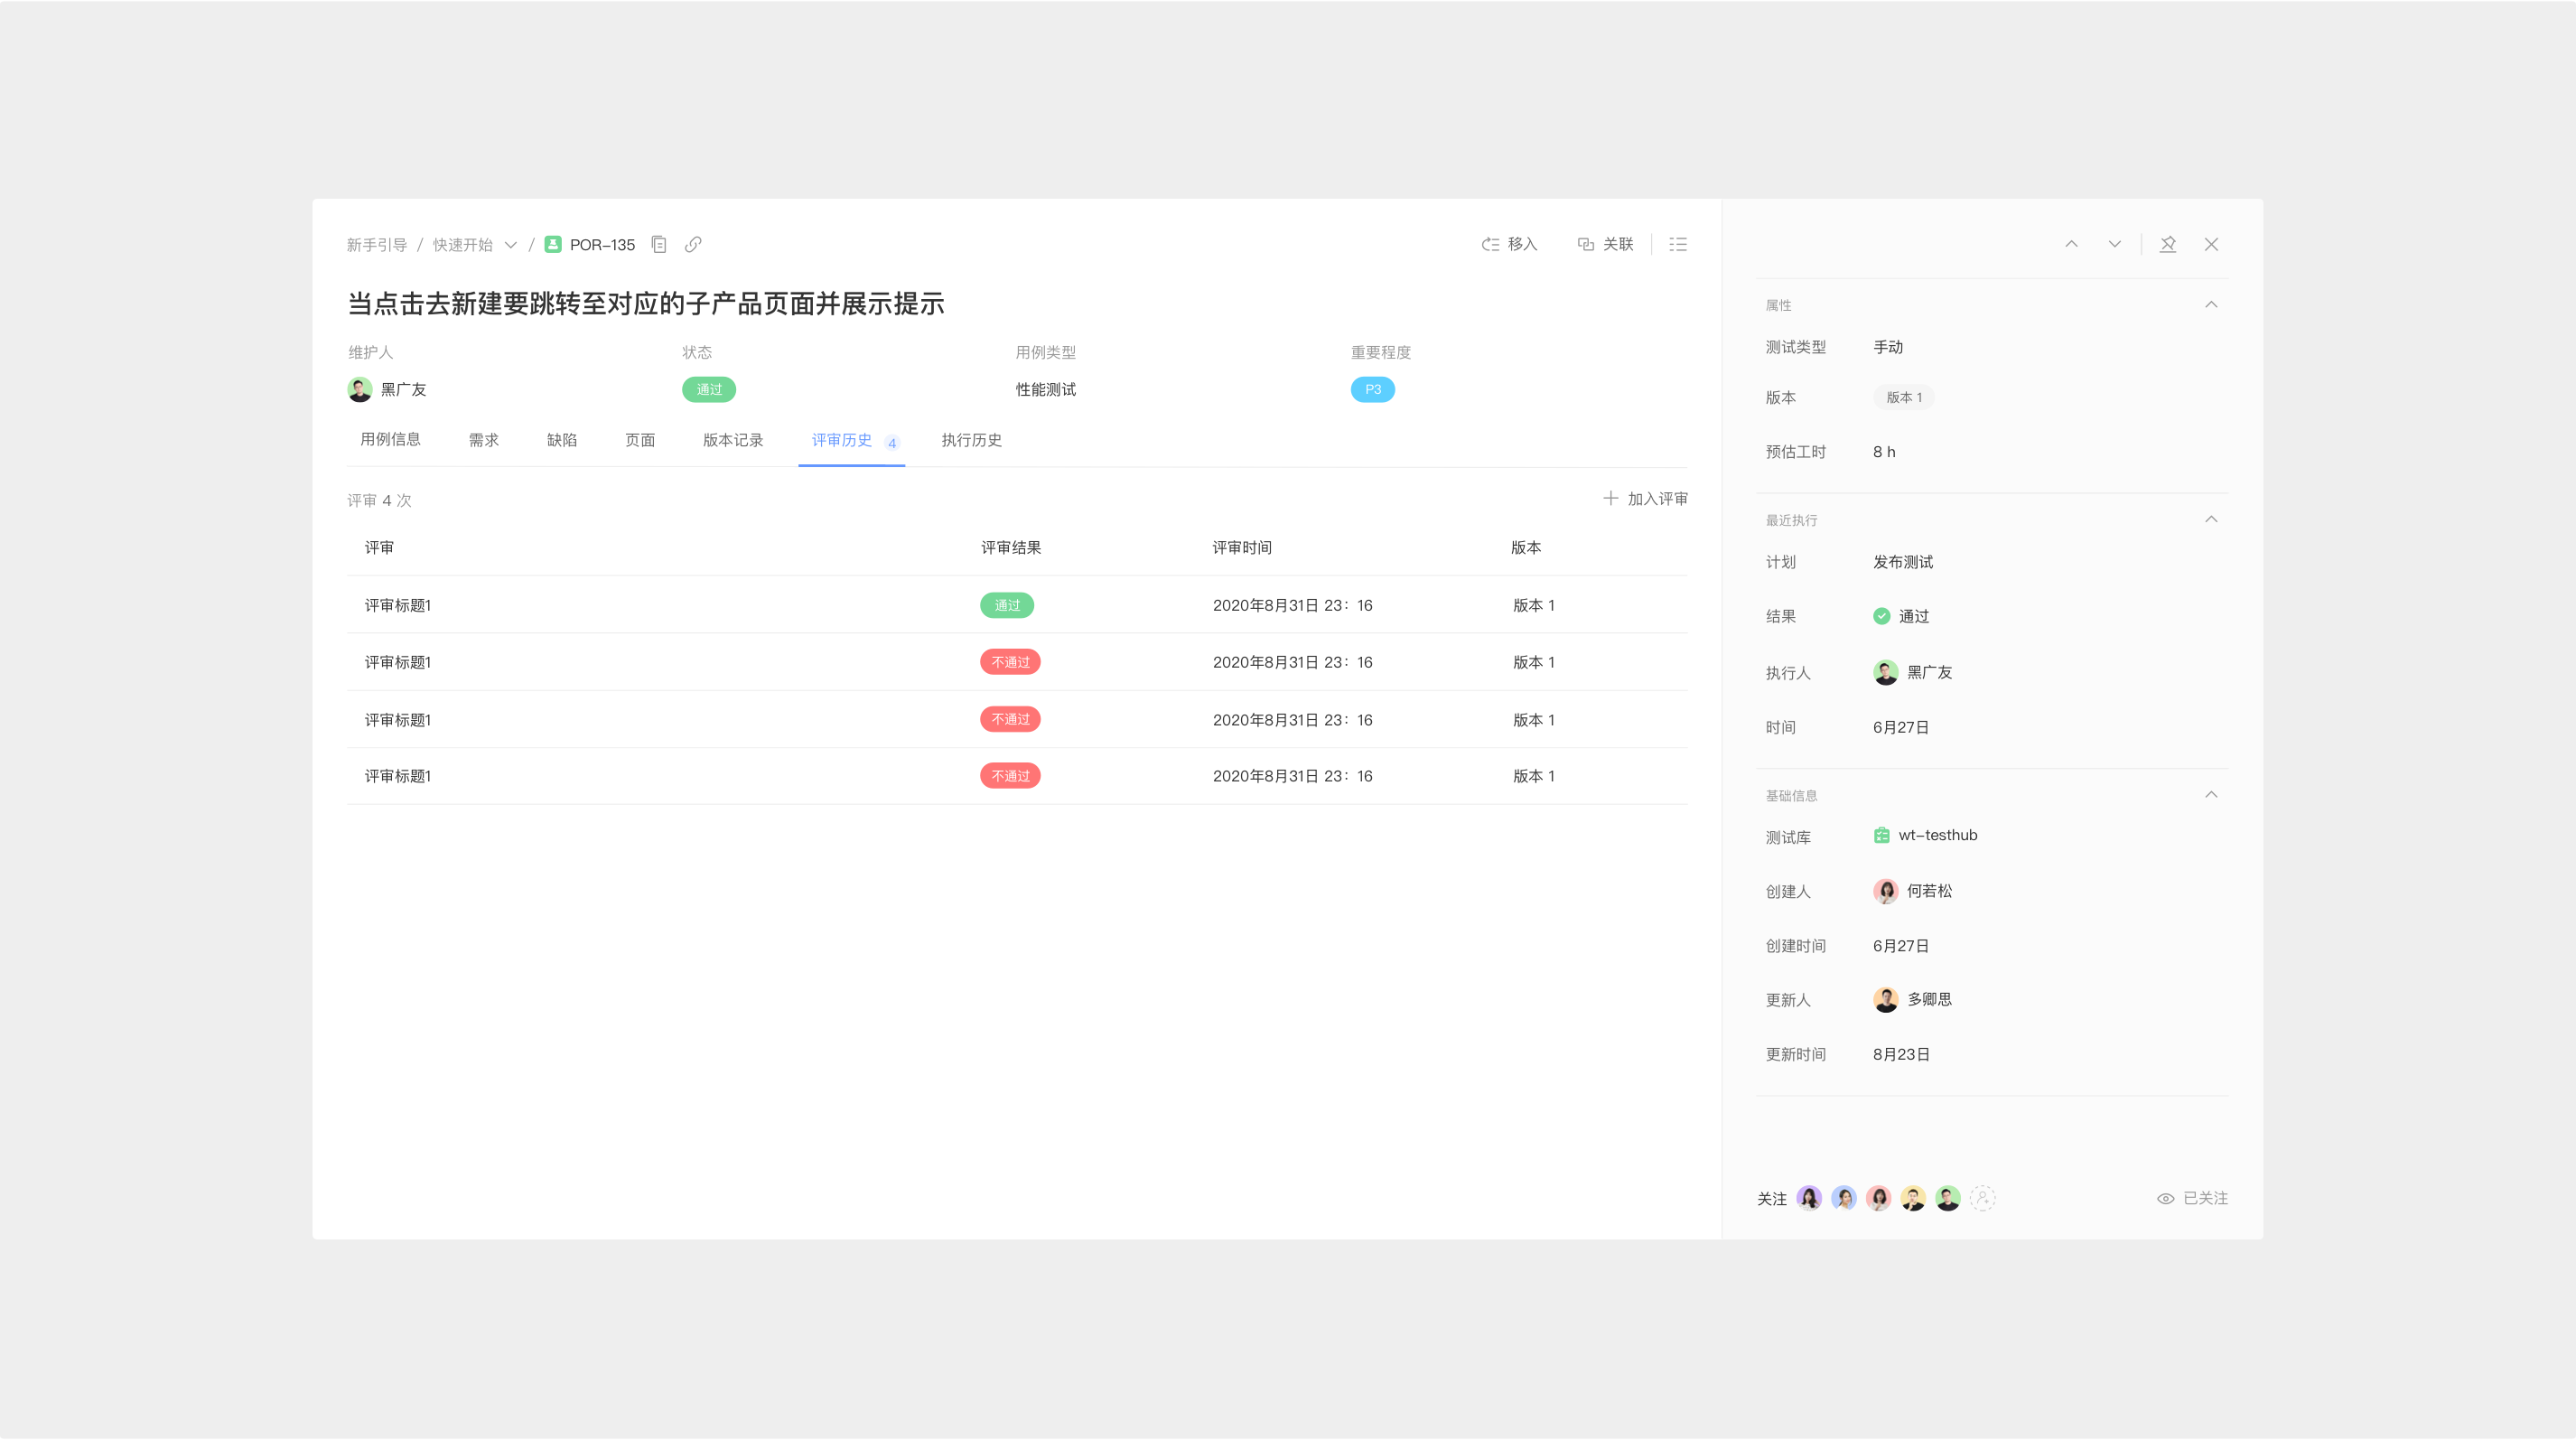 新手引导 / 快速开始 / POR-135
移入 关联
当点击去新建要跳转至对应的子产品页面并展示提示
维护人 状态 用例类型 重要程度
黑广友 通过 性能测试 P3
用例信息 需求 缺陷 页面 版本记录 评审历史 4 执行历史
评审 4 次 加入评审
评审 评审结果 评审时间 版本
评审标题1 通过 2020年8月31日 23：16 版本 1
评审标题1 不通过 2020年8月31日 23：16 版本 1
评审标题1 不通过 2020年8月31日 23：16 版本 1
评审标题1 不通过 2020年8月31日 23：16 版本 1
属性
测试类型 手动
版本 版本 1
预估工时 8 h
最近执行
计划 发布测试
结果 通过
执行人 黑广友
时间 6月27日
基础信息
测试库 wt-testhub
创建人 何若松
创建时间 6月27日
更新人 多卿思
更新时间 8月23日
关注 已关注